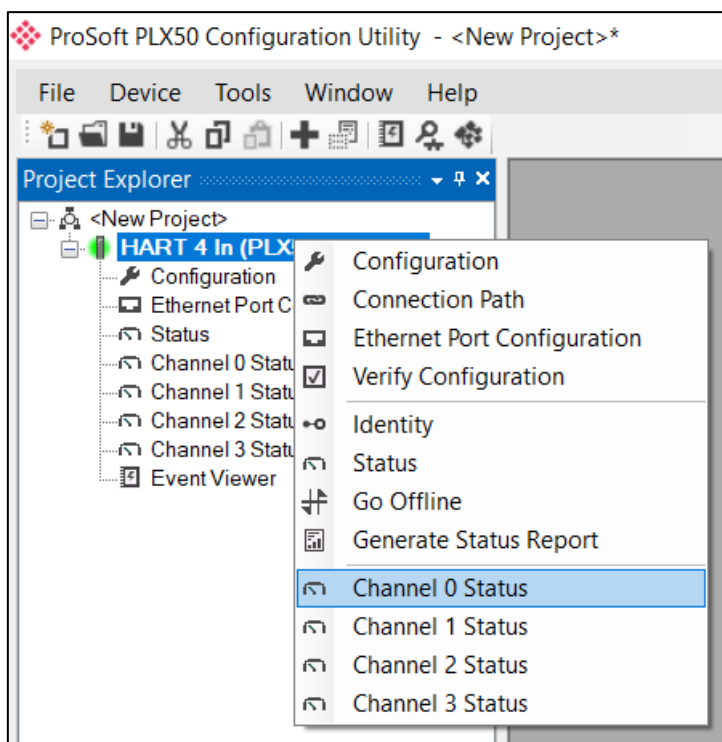 ProSoft PLX50 Configuration Utility - <New Project>*
File Device Tools Window Help
Project Explorer
<New Project>
HART 4 In (PLX5
Configuration
Ethernet Port C
Status
Channel 0 Statu
Channel 1 Statu
Channel 2 Statu
Channel 3 Statu
Event Viewer
Configuration
Connection Path
Ethernet Port Configuration
Verify Configuration
Identity
Status
Go Offline
Generate Status Report
Channel 0 Status
Channel 1 Status
Channel 2 Status
Channel 3 Status